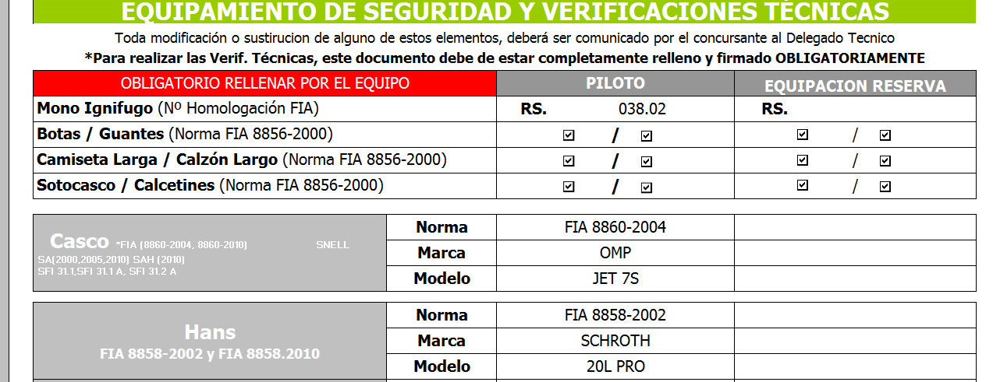 EQUIPAMIENTO DE SEGURIDAD Y VERIFICACIONES TÉCNICAS
Toda modificación o sustirucion de alguno de estos elementos, deberá ser comunicado por el concursante al Delegado Tecnico
*Para realizar las Verif. Técnicas, este documento debe de estar completamente relleno y firmado OBLIGATORIAMENTE
OBLIGATORIO RELLENAR POR EL EQUIPO PILOTO EQUIPACION RESERVA
Mono Ignifugo (Nº Homologación FIA) RS. 038.02 RS.
Botas / Guantes (Norma FIA 8856-2000) / /
Camiseta Larga / Calzón Largo (Norma FIA 8856-2000) / /
Sotocasco / Calcetines (Norma FIA 8856-2000) / /
Casco *FIA (8860-2004, 8860-2010) SNELL
SA(2000,2005,2010) SAH (2010)
SFI 31.1,SFI 31.1 A, SFI 31.2 A
Norma FIA 8860-2004
Marca OMP
Modelo JET 7S
Hans
FIA 8858-2002 y FIA 8858.2010
Norma FIA 8858-2002
Marca SCHROTH
Modelo 20L PRO